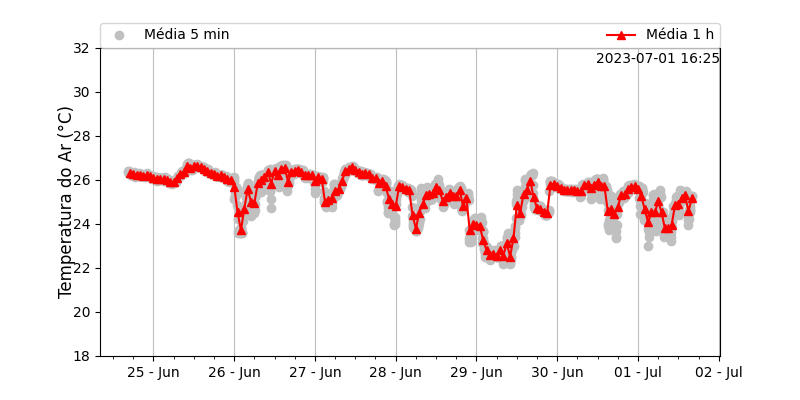 Média 5 min
Média 1 h
2023-07-01 16:25
Temperatura do Ar (°C)
32
30
28
26
24
22
20
18
25 - Jun
26 - Jun
27 - Jun
28 - Jun
29 - Jun
30 - Jun
01 - Jul
02 - Jul